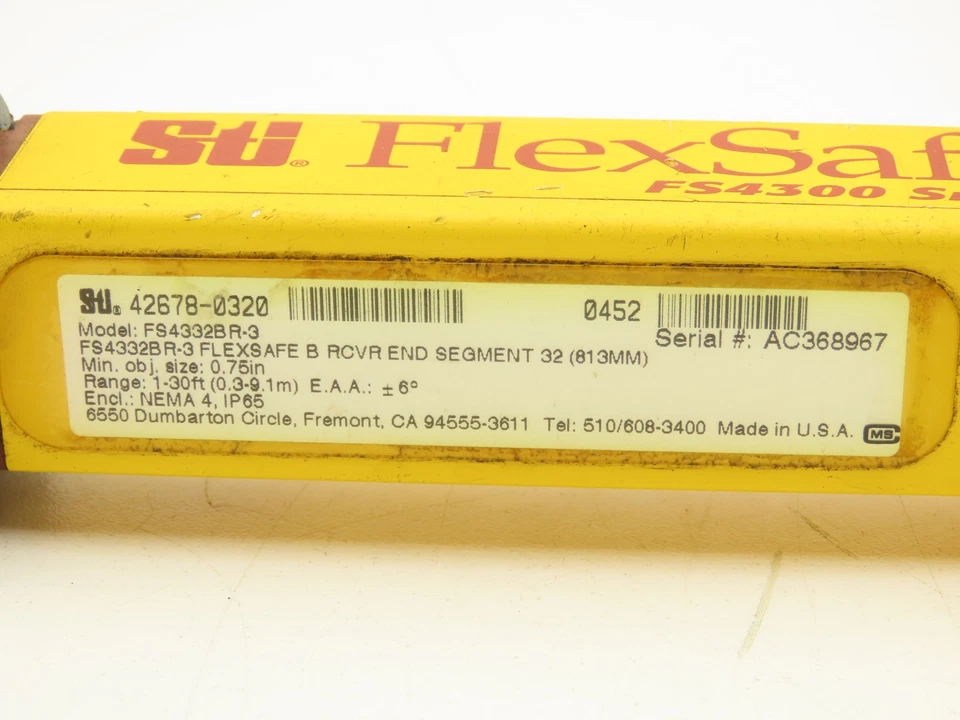 Sti® FlexSaf
FS4300
Sti® 42678-0320 0452
Model: FS4332BR-3 Serial #: AC368967
FS4332BR-3 FLEXSAFE B RCVR END SEGMENT 32 (813MM)
Min. obj. size: 0.75in
Range: 1-30ft (0.3-9.1m) E.A.A.: ±6°
Encl.: NEMA 4, IP65
6550 Dumbarton Circle, Fremont, CA 94555-3611 Tel: 510/608-3400 Made in U.S.A. CMS